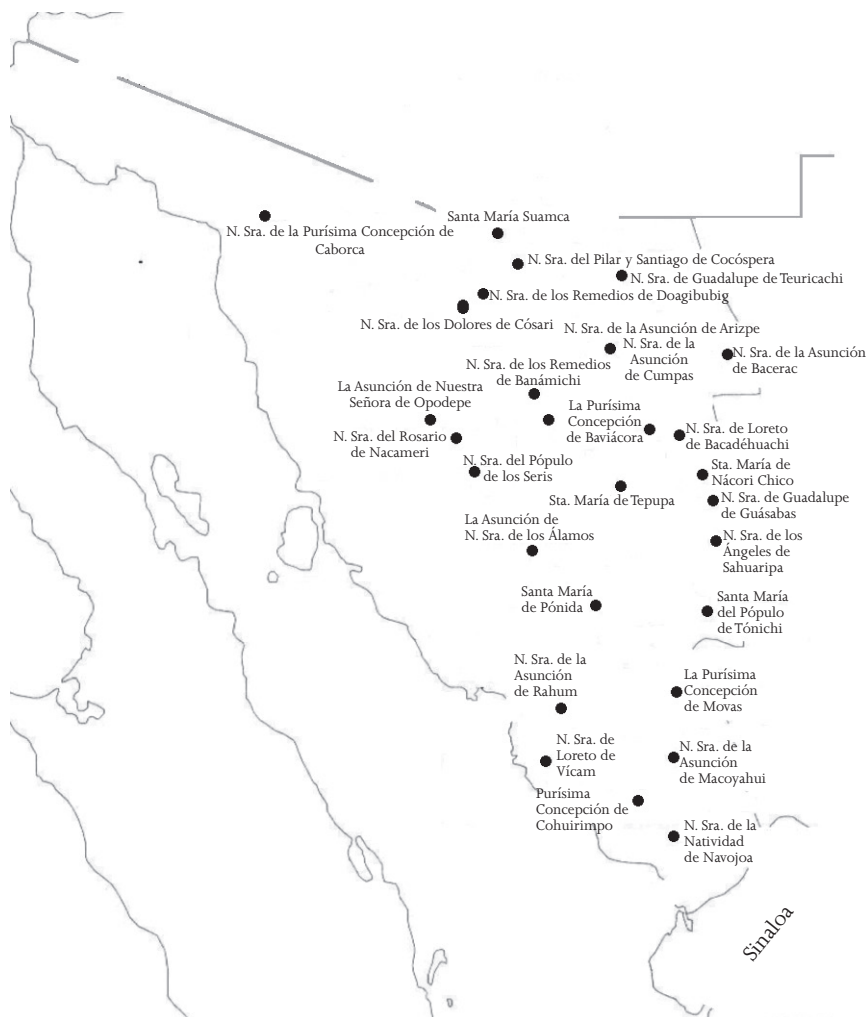 Santa María Suamca
N. Sra. de la Purísima Concepción de
Caborca
N. Sra. del Pilar y Santiago de Cocóspera
N. Sra. de Guadalupe de Teuricachi
N. Sra. de los Remedios de Doagibubig
N. Sra. de los Dolores de Cósari
N. Sra. de la Asunción de Arizpe
N. Sra. de la
Asunción
de Cumpas
N. Sra. de la Asunción
de Bacerac
N. Sra. de los Remedios
de Banámichi
La Asunción de Nuestra
Señora de Opodepe
La Purísima
Concepción
de Baviácora
N. Sra. de Loreto
de Bacadéhuachi
N. Sra. del Rosario
de Nacameri
N. Sra. del Pópulo
de los Seris
Sta. María de
Nácori Chico
Sta. María de Tepupa
N. Sra. de Guadalupe
de Guásabas
La Asunción de
N. Sra. de los Álamos
N. Sra. de los
Ángeles de
Sahuaripa
Santa María
de Pónida
Santa María
del Pópulo
de Tónichi
N. Sra. de la
Asunción
de Rahum
La Purísima
Concepción
de Movas
N. Sra. de
Loreto de
Vícam
N. Sra. de la
Asunción
de Macoyahui
Purísima
Concepción de
Cohuirimpo
N. Sra. de la
Natividad
de Navojoa
Sinaloa